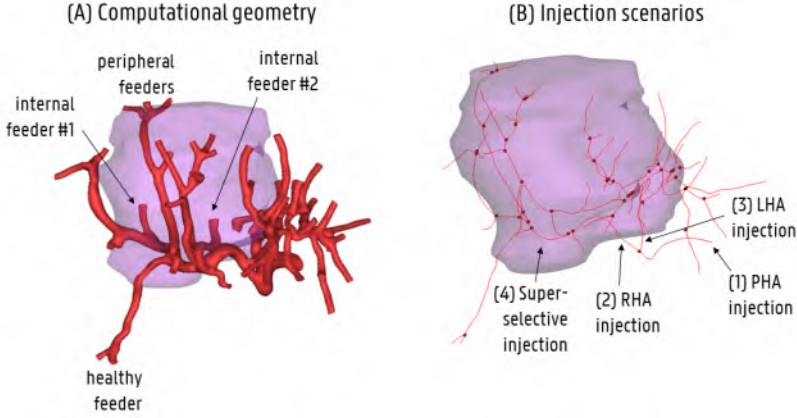 (A) Computational geometry
peripheral
feeders
internal
feeder #2
internal
feeder #1
healthy
feeder
(B) Injection scenarios
(3) LHA
injection
(1) PHA
injection
(2) RHA
injection
(4) Super-
selective
injection